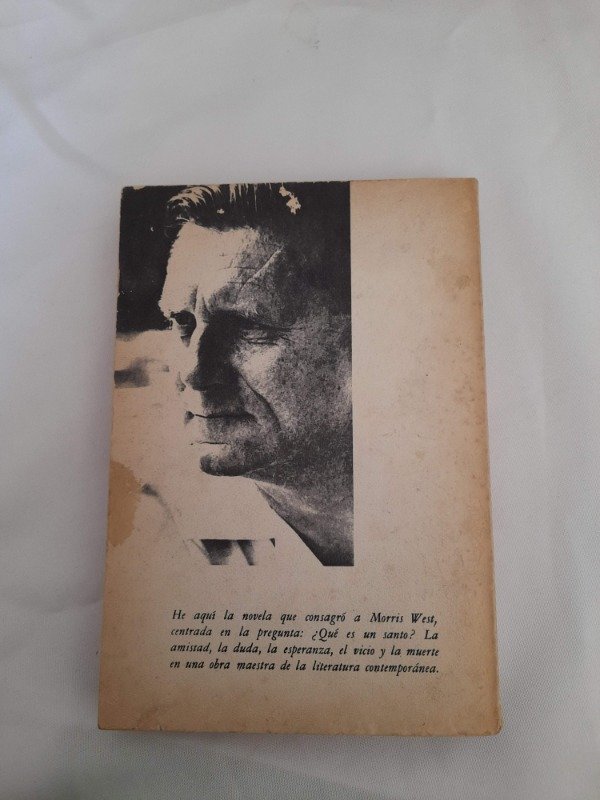 He aquí la novela que consagró a Morris West,
centrada en la pregunta: ¿Qué es un santo? La
amistad, la duda, la esperanza, el vicio y la muerte
en una obra maestra de la literatura contemporánea.